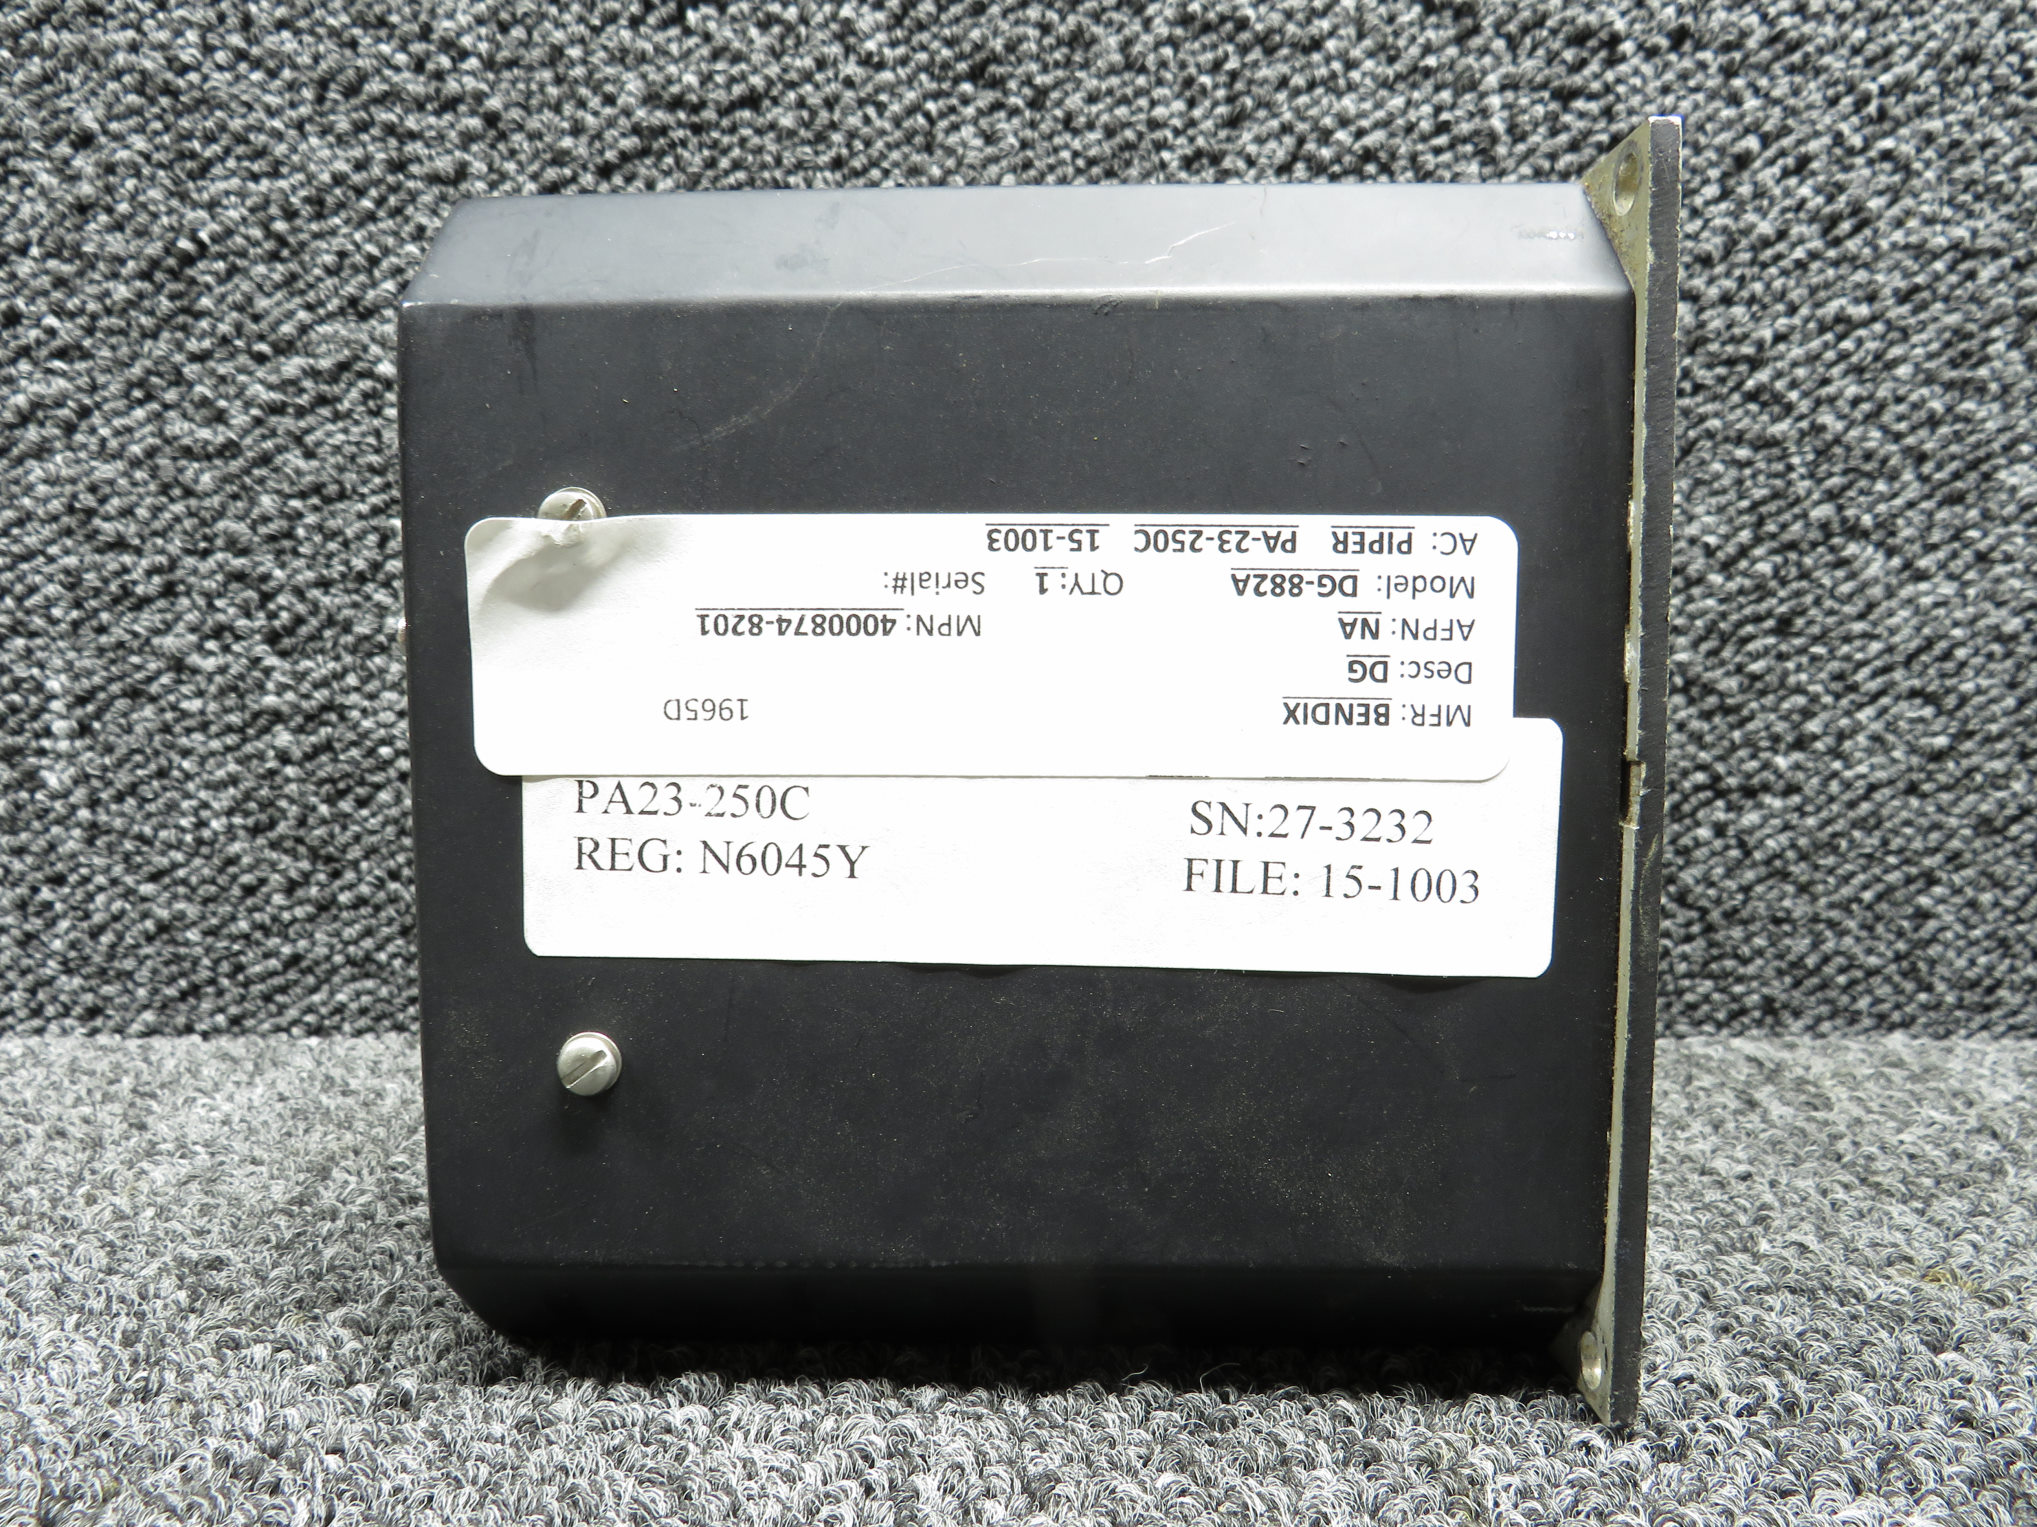 MFR: BENDIX 1965D
Desc: DG
AFPN: NA MPN: 4000874-8201
Model: DG-882A QTY: 1 Serial#:
AC: PIPER PA-23-250C 15-1003
PA23-250C SN:27-3232
REG: N6045Y FILE: 15-1003